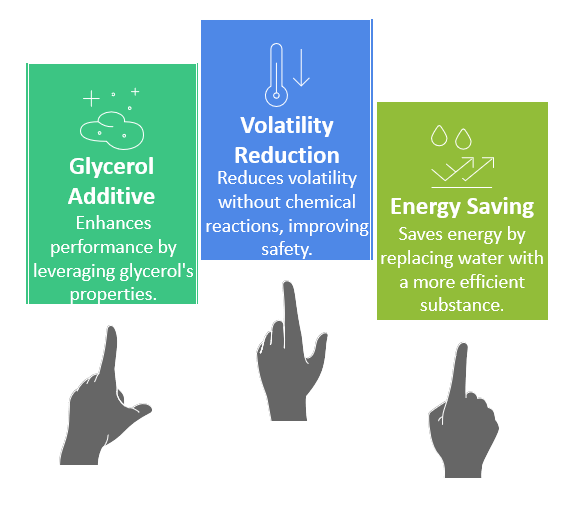 Glycerol
Additive
Enhances
performance by
leveraging glycerol's
properties.
Volatility
Reduction
Reduces volatility
without chemical
reactions, improving
safety.
Energy Saving
Saves energy by
replacing water with
a more efficient
substance.